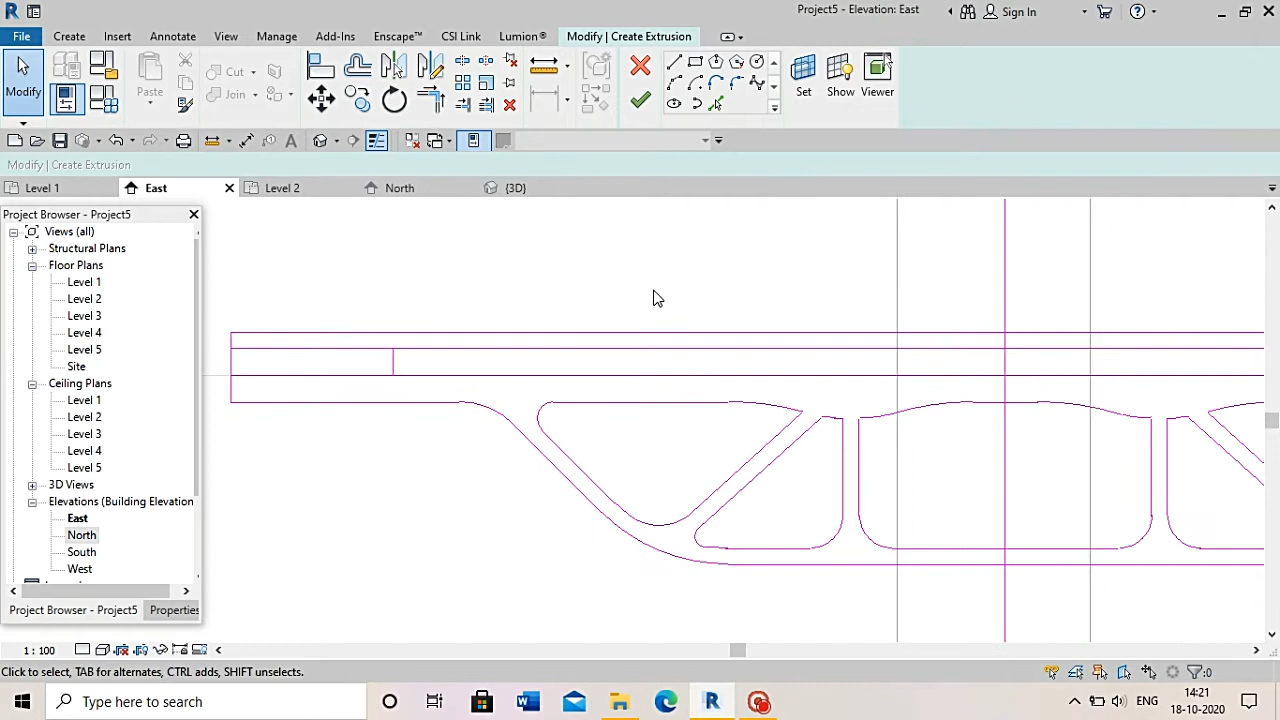 Project5 - Elevation: East
Sign In
File
Create
Insert
Annotate
View
Manage
Add-Ins
Enscape™
CSI Link
Lumion®
Modify | Create Extrusion
Modify
Paste
Cut
Join
Set
Show
Viewer
Modify | Create Extrusion
Level 1
East
Level 2
North
{3D}
Project Browser - Project5
Views (all)
Structural Plans
Floor Plans
Level 1
Level 2
Level 3
Level 4
Level 5
Site
Ceiling Plans
Level 1
Level 2
Level 3
Level 4
Level 5
3D Views
Elevations (Building Elevation
East
North
South
West
Project Browser - Project5
Properties
1 : 100
Click to select, TAB for alternates, CTRL adds, SHIFT unselects.
:0
Type here to search
ENG
14:21
18-10-2020